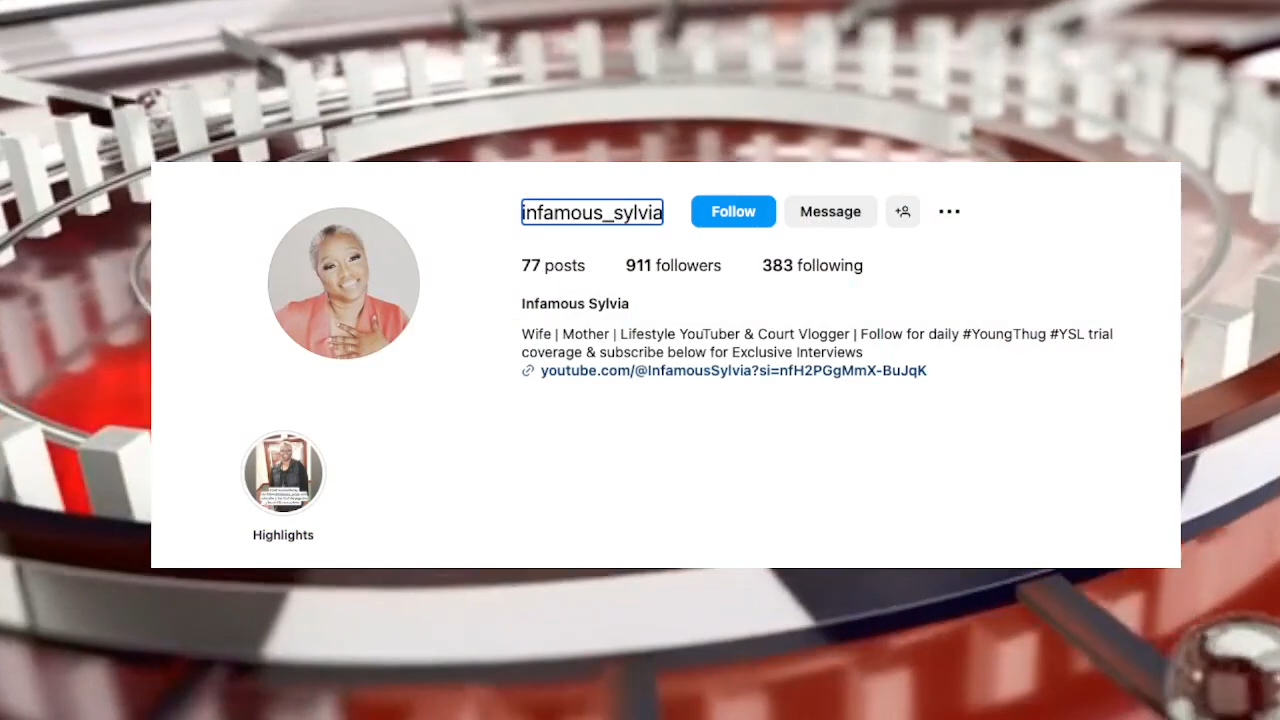 infamous_sylvia Follow Message
77 posts 911 followers 383 following
Infamous Sylvia
Wife | Mother | Lifestyle YouTuber & Court Vlogger | Follow for daily #YoungThug #YSL trial
coverage & subscribe below for Exclusive Interviews
youtube.com/@InfamousSylvia?si=nfH2PGgMmX-BuJqK
Highlights